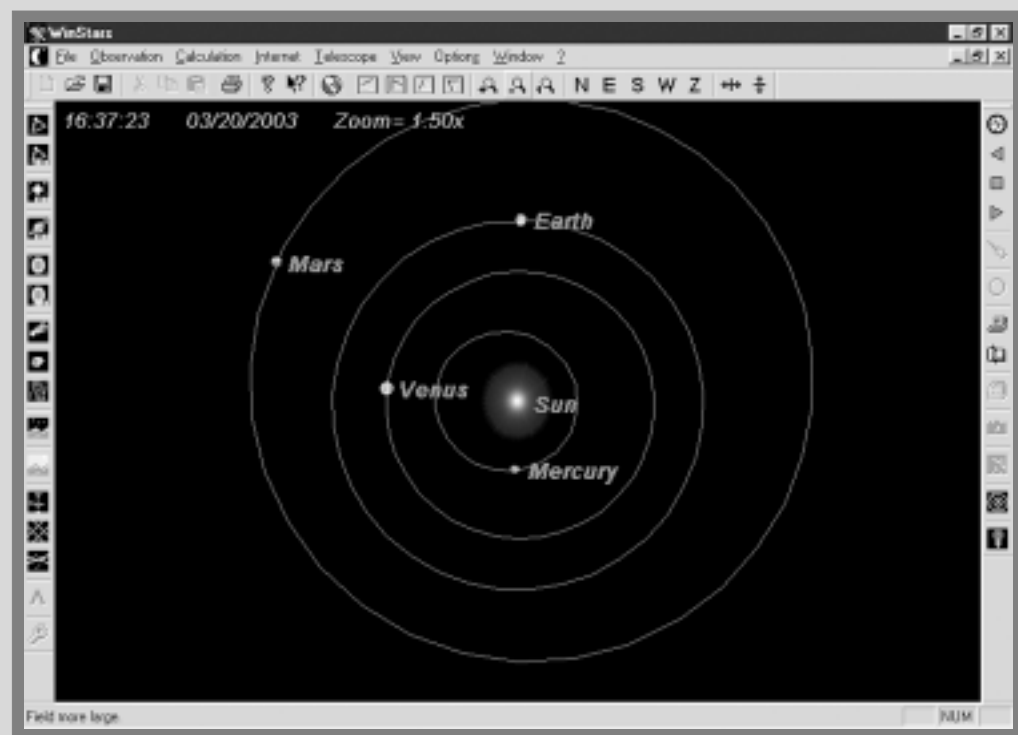 WinStars
File Observation Calculation Internet Telescope View Options Window ?
N E S W Z
16:37:23 03/20/2003 Zoom= 1.50x
Earth
Mars
Venus
Sun
Mercury
Field more large.
NUM